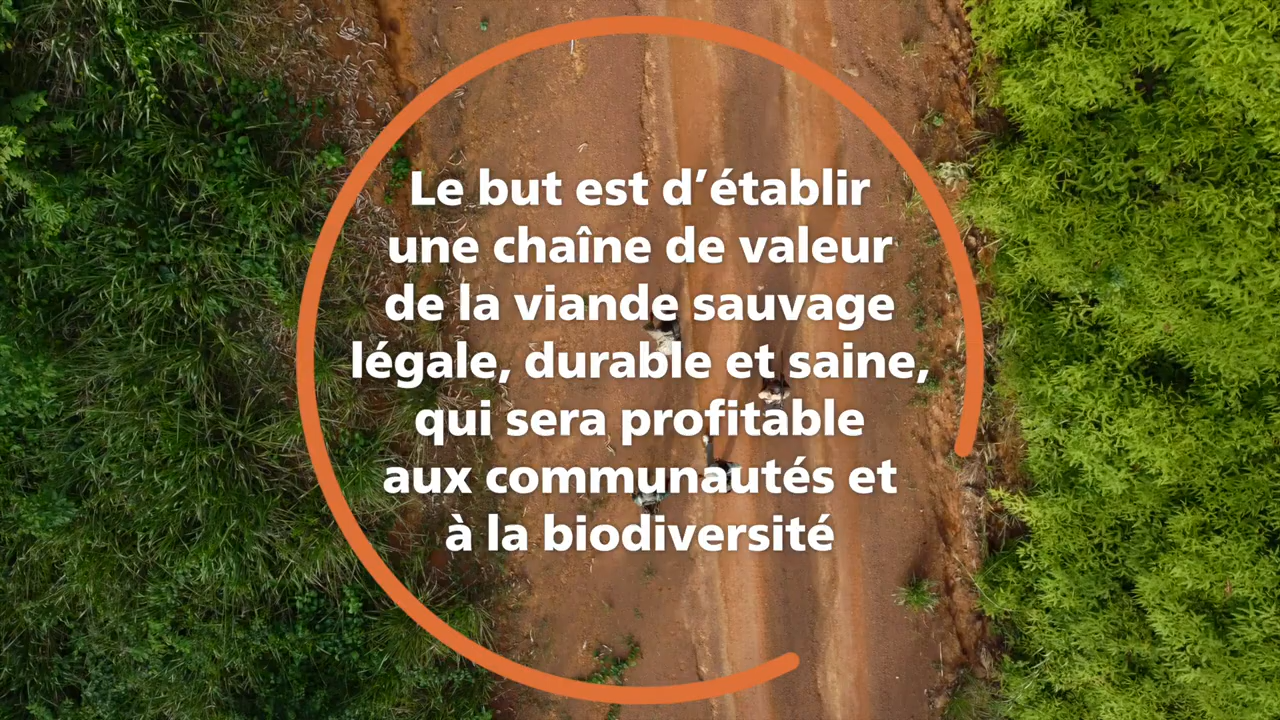 Le but est d’établir
une chaîne de valeur
de la viande sauvage
légale, durable et saine,
qui sera profitable
aux communautés et
à la biodiversité